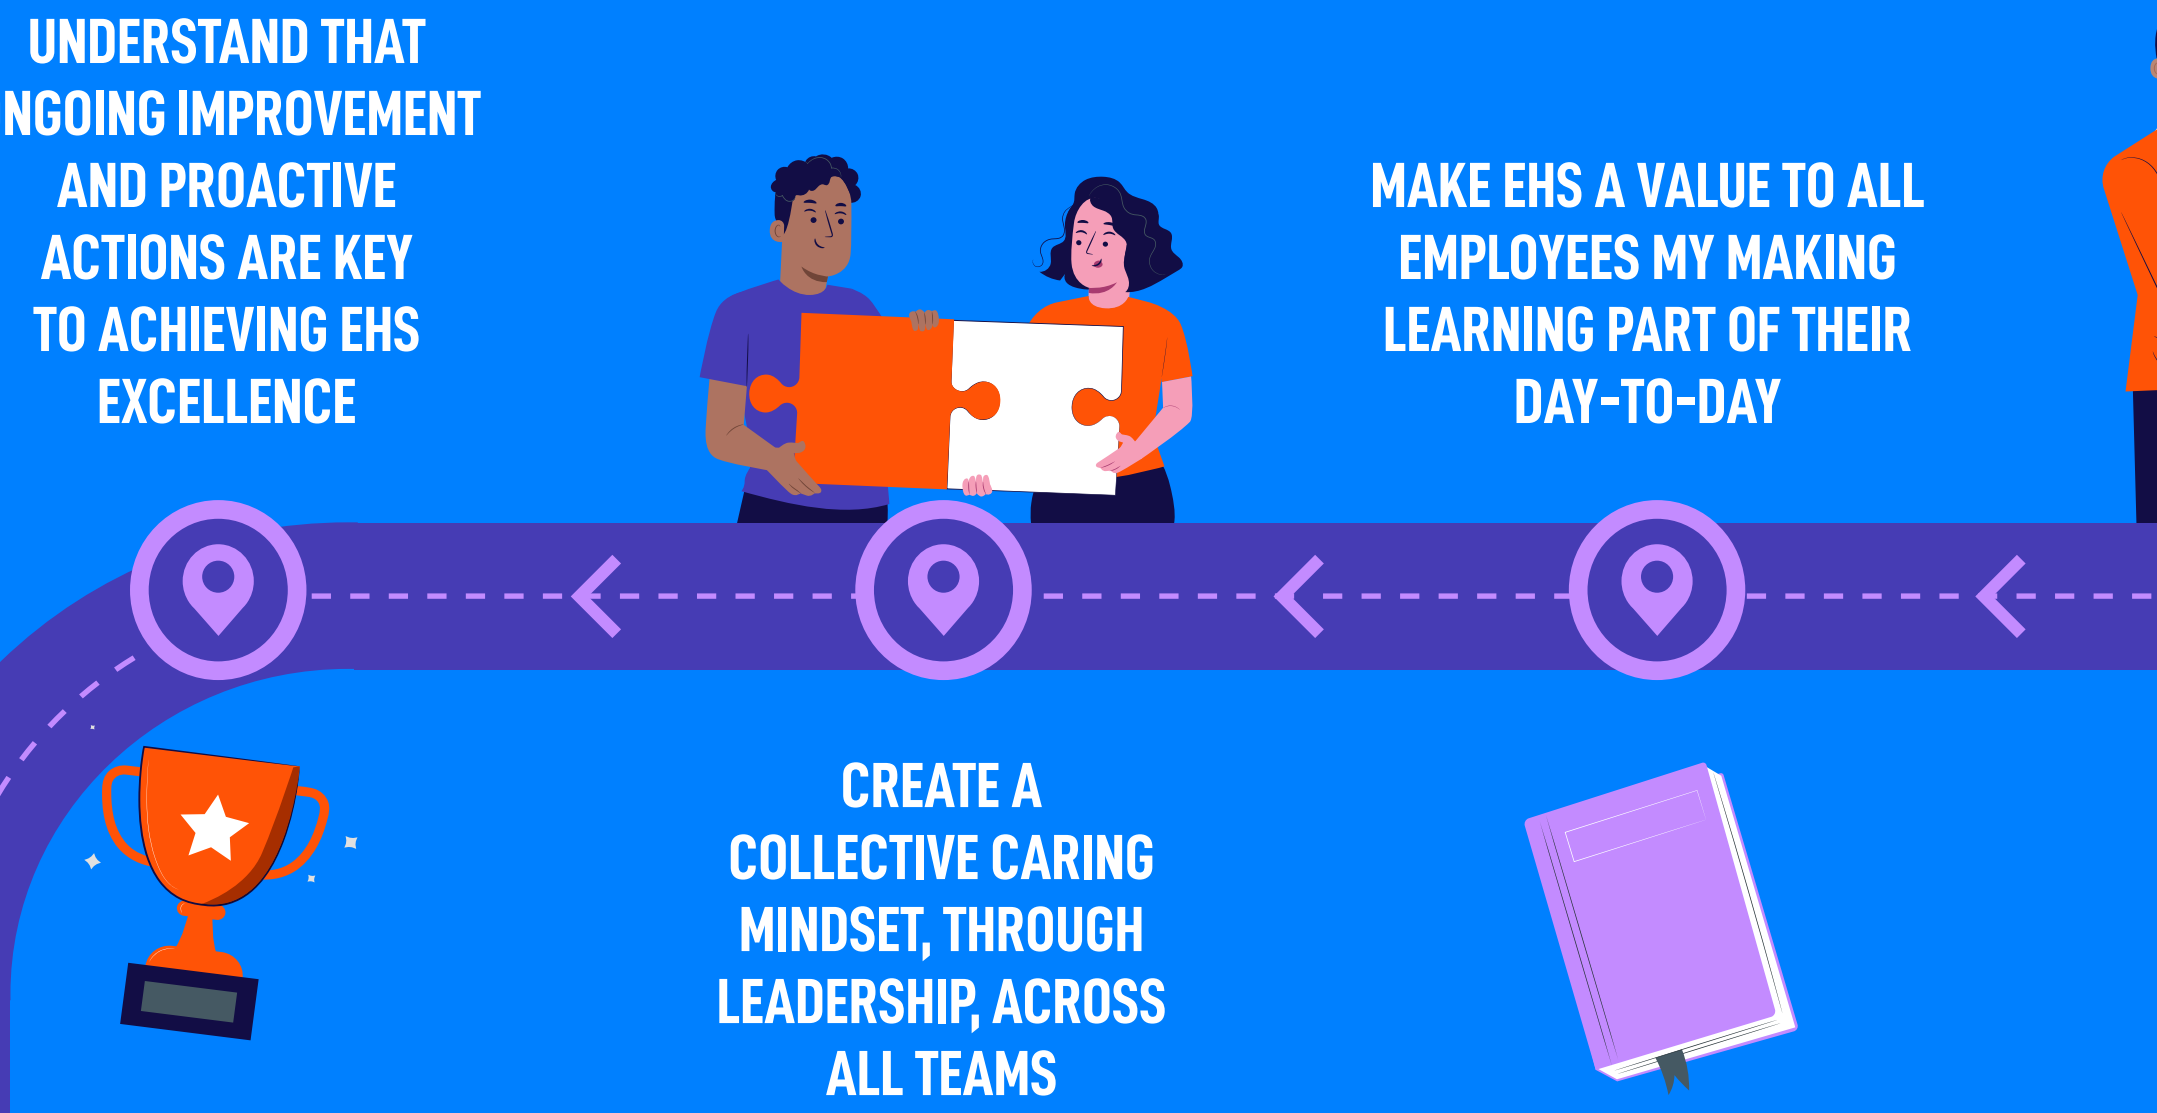 UNDERSTAND THAT
NGOING IMPROVEMENT
AND PROACTIVE
ACTIONS ARE KEY
TO ACHIEVING EHS
EXCELLENCE
MAKE EHS A VALUE TO ALL
EMPLOYEES MY MAKING
LEARNING PART OF THEIR
DAY-TO-DAY
CREATE A
COLLECTIVE CARING
MINDSET, THROUGH
LEADERSHIP, ACROSS
ALL TEAMS